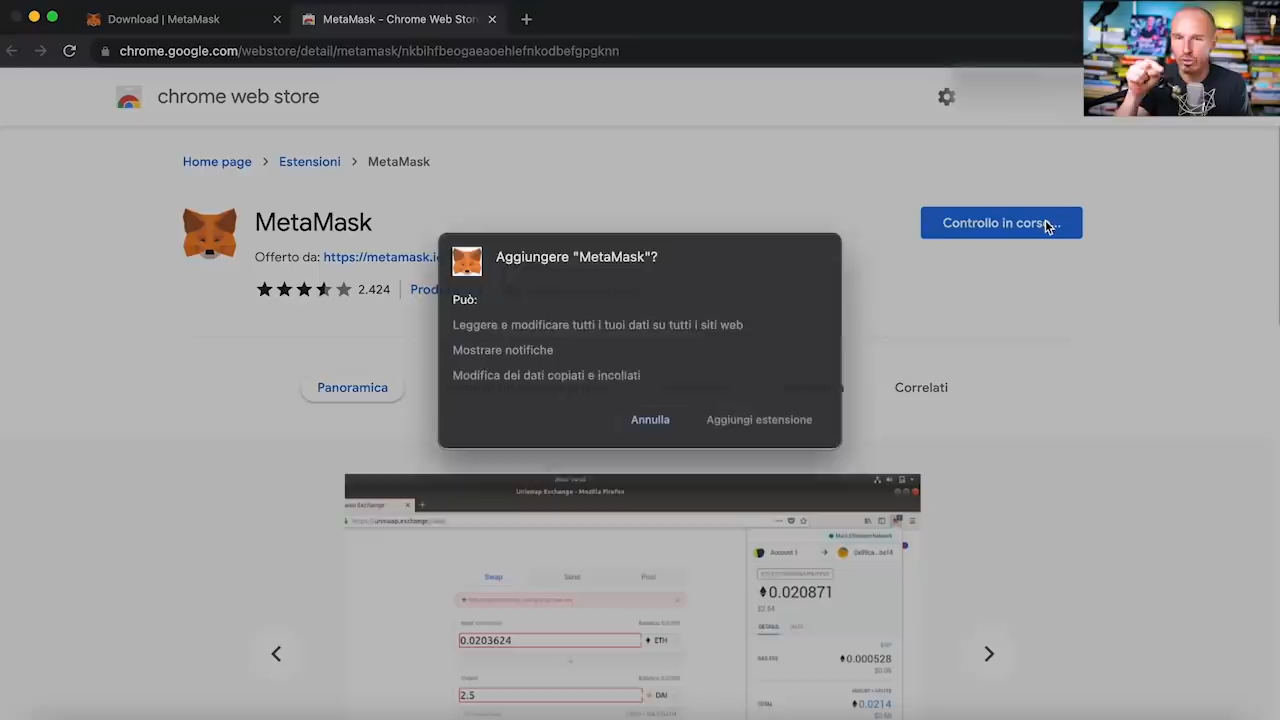 Download | MetaMask
MetaMask – Chrome Web Stor
chrome.google.com/webstore/detail/metamask/nkbihfbeogaeaoehlefnkodbefgpgknn
chrome web store
Home page > Estensioni > MetaMask
MetaMask
Controllo in corso...
Offerto da: https://metamask.i
2.424
Prod
Aggiungere "MetaMask"?
Può:
Leggere e modificare tutti i tuoi dati su tutti i siti web
Mostrare notifiche
Modifica dei dati copiati e incollati
Annulla
Aggiungi estensione
Panoramica
Correlati
Uniswap Exchange - Mozilla Firefox
Account 1
0.020871
Swap
Send
Pool
DETAILS
0.0203624
ETH
0.000528
2.5
DAI
TOTAL
0.0214